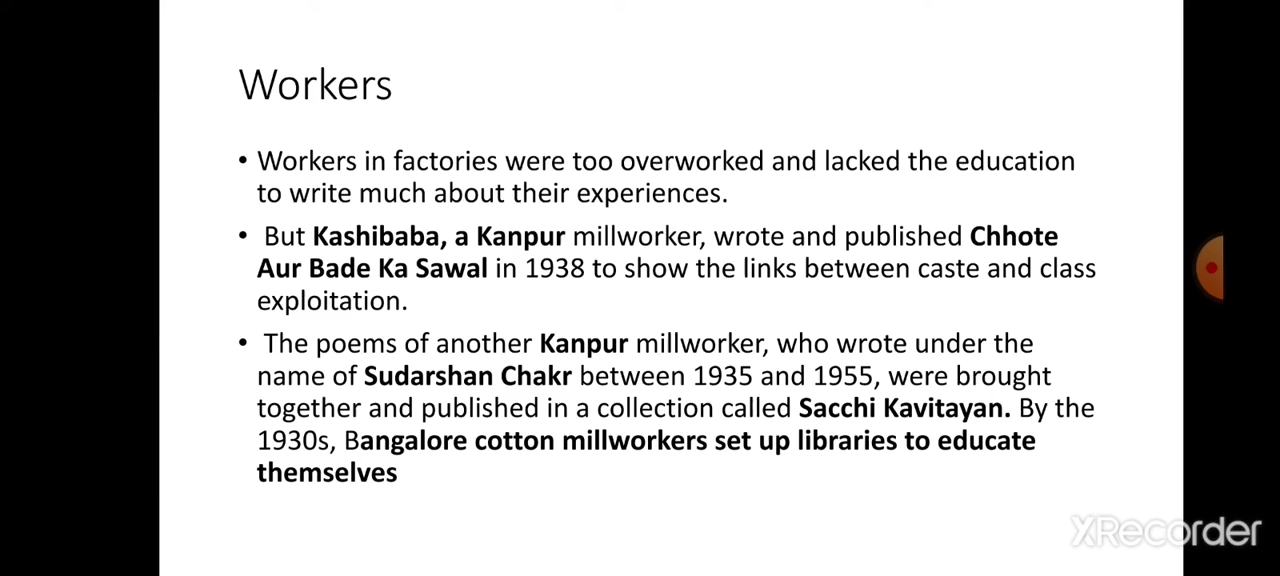 Workers
• Workers in factories were too overworked and lacked the education
to write much about their experiences.
• But Kashibaba, a Kanpur millworker, wrote and published Chhote
Aur Bade Ka Sawal in 1938 to show the links between caste and class
exploitation.
• The poems of another Kanpur millworker, who wrote under the
name of Sudarshan Chakr between 1935 and 1955, were brought
together and published in a collection called Sacchi Kavitayan. By the
1930s, Bangalore cotton millworkers set up libraries to educate
themselves
XRecorder